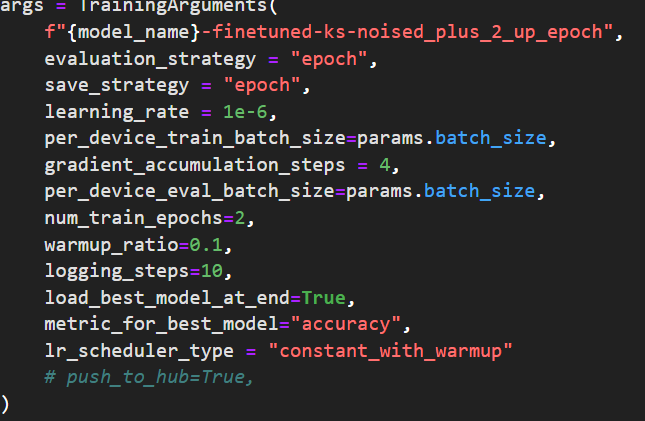 args = TrainingArguments(
f"{model_name}-finetuned-ks-noised_plus_2_up_epoch",
evaluation_strategy = "epoch",
save_strategy = "epoch",
learning_rate = 1e-6,
per_device_train_batch_size=params.batch_size,
gradient_accumulation_steps = 4,
per_device_eval_batch_size=params.batch_size,
num_train_epochs=2,
warmup_ratio=0.1,
logging_steps=10,
load_best_model_at_end=True,
metric_for_best_model="accuracy",
lr_scheduler_type = "constant_with_warmup"
# push_to_hub=True,
)